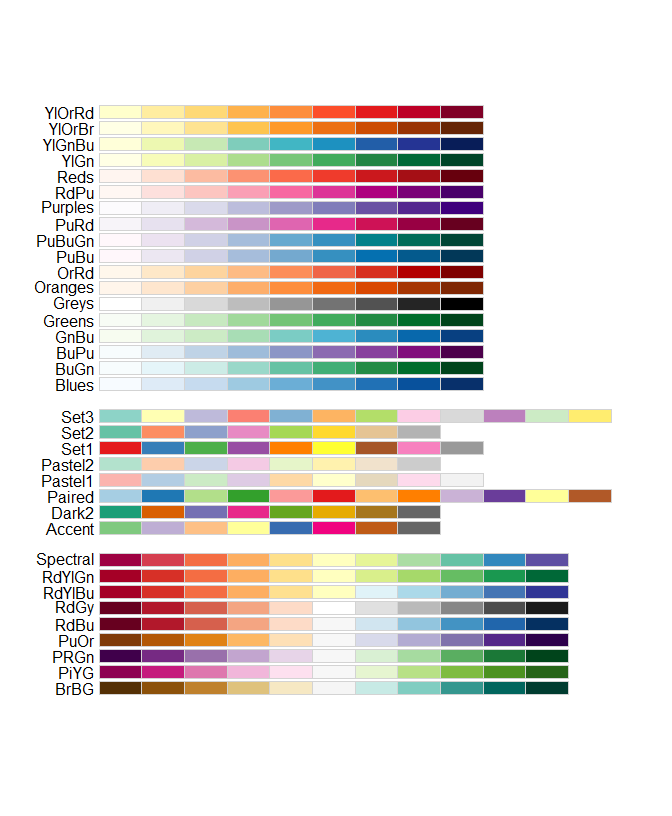 YlOrRd
YlOrBr
YlGnBu
YlGn
Reds
RdPu
Purples
PuRd
PuBuGn
PuBu
OrRd
Oranges
Greys
Greens
GnBu
BuPu
BuGn
Blues
Set3
Set2
Set1
Pastel2
Pastel1
Paired
Dark2
Accent
Spectral
RdYlGn
RdYlBu
RdGy
RdBu
PuOr
PRGn
PiYG
BrBG